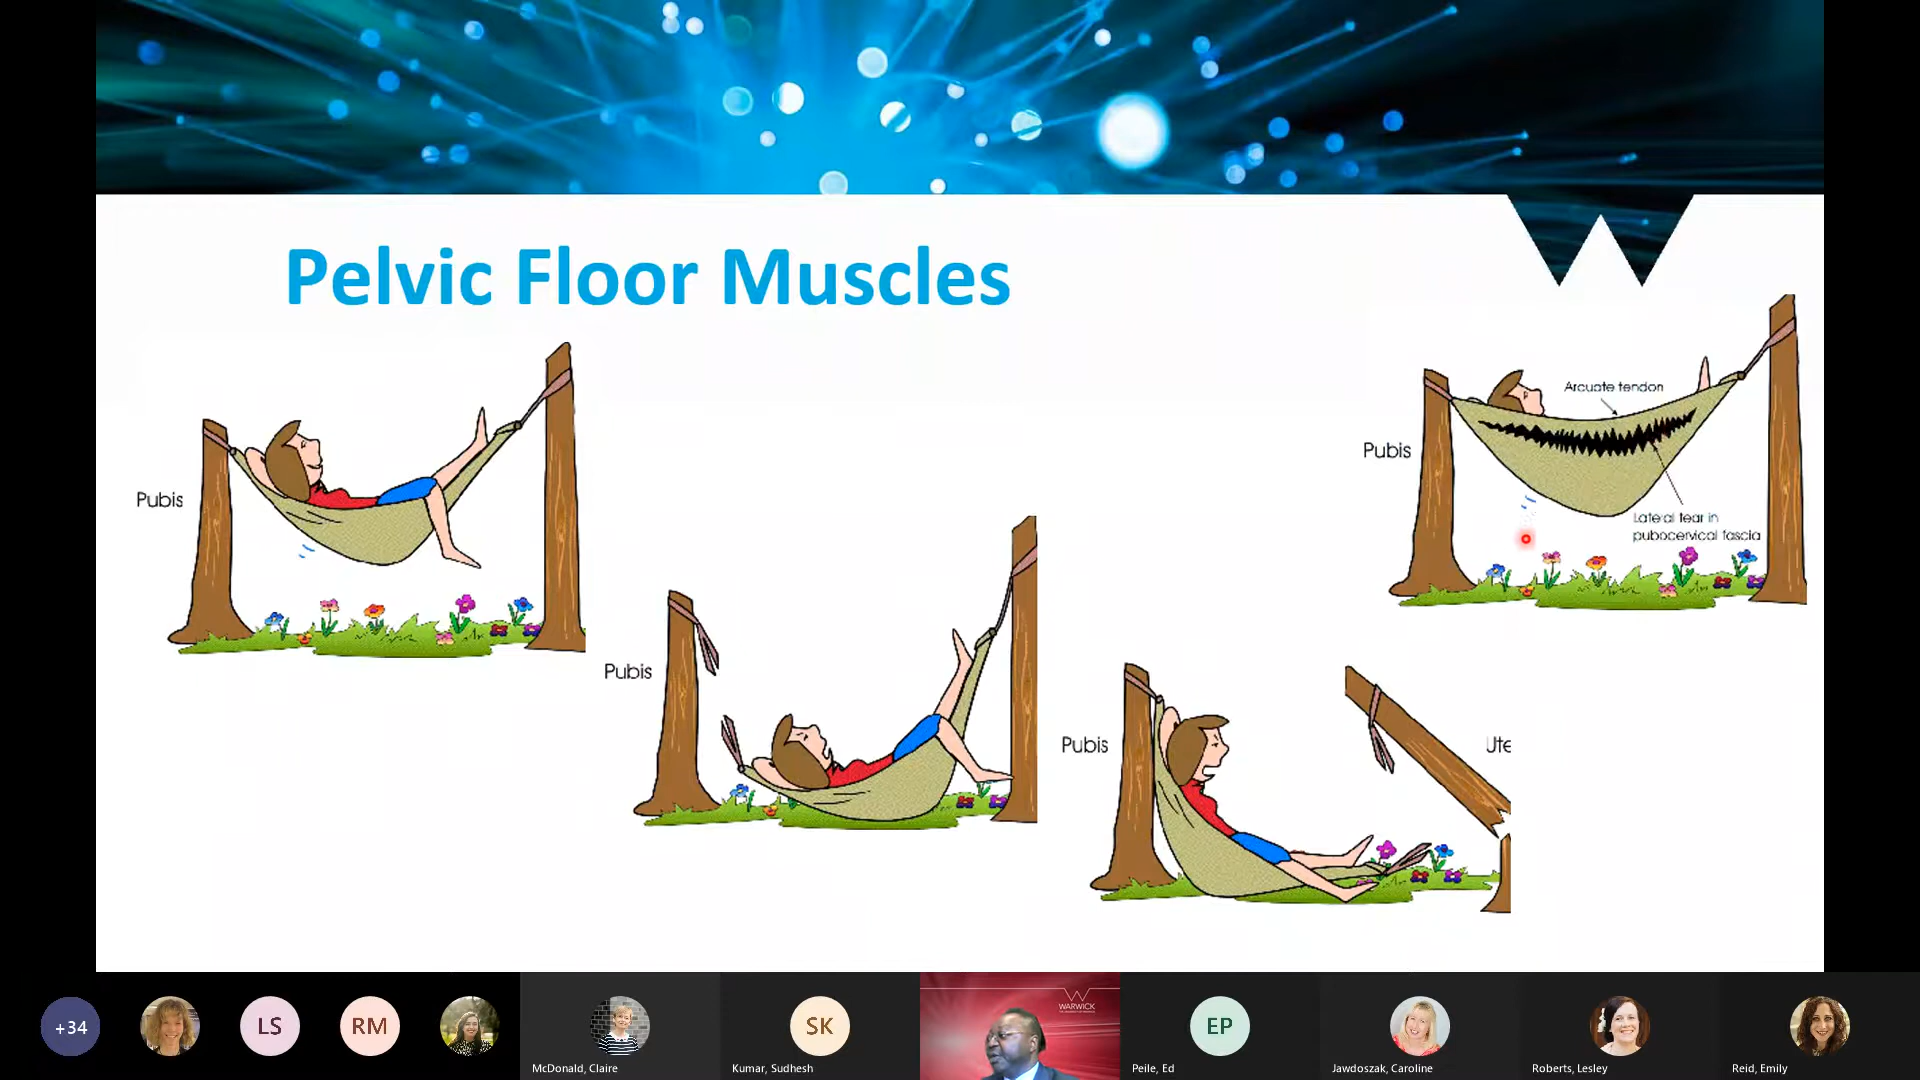 Pelvic Floor Muscles
Arcuate tendon
Pubis
Pubis
Lateral tear in
pubocervical fascia
Pubis
Pubis
Ute
+34
LS
RM
SK
WARWICK
EP
McDonald, Claire
Kumar, Sudhesh
Peile, Ed
Jawdoszak, Caroline
Roberts, Lesley
Reid, Emily